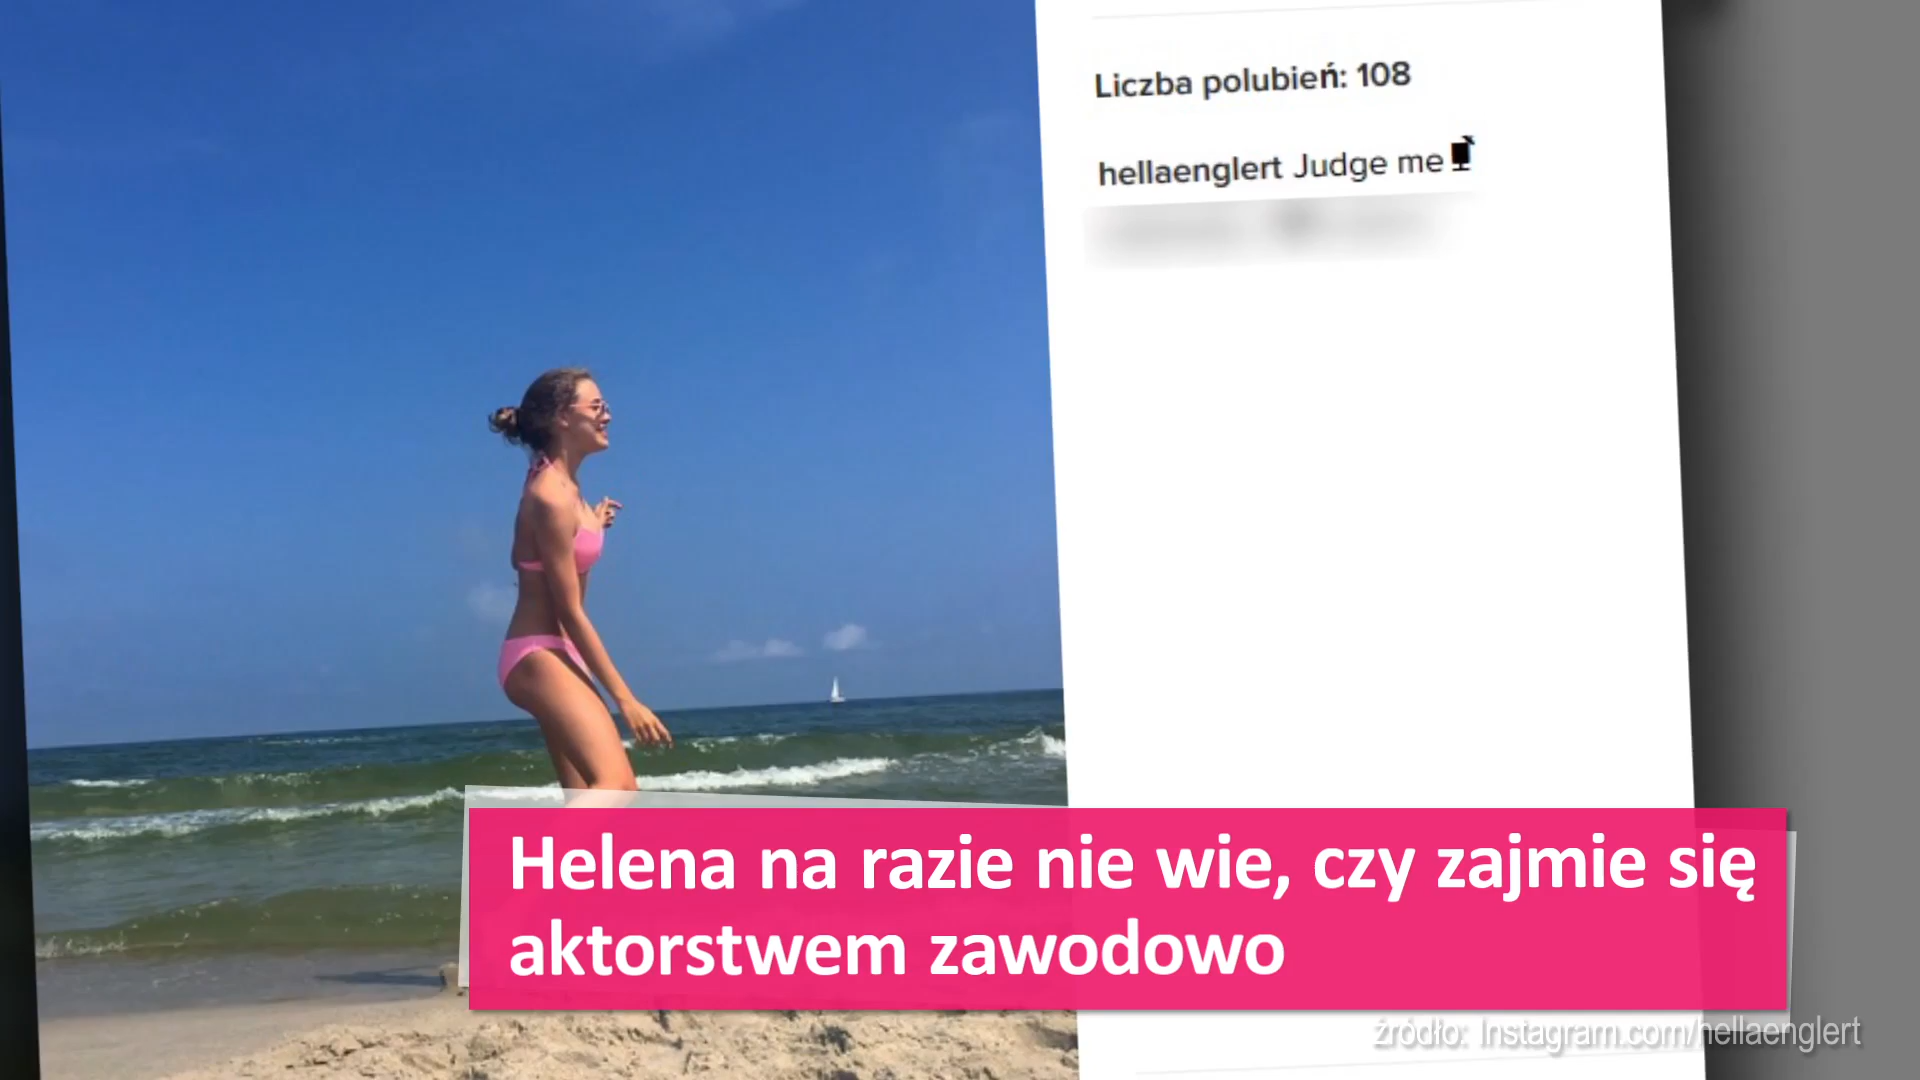 Liczba polubień: 108
hellaenglert Judge me
Helena na razie nie wie, czy zajmie się
aktorstwem zawodowo
źródło: Instagram.com/hellaenglert